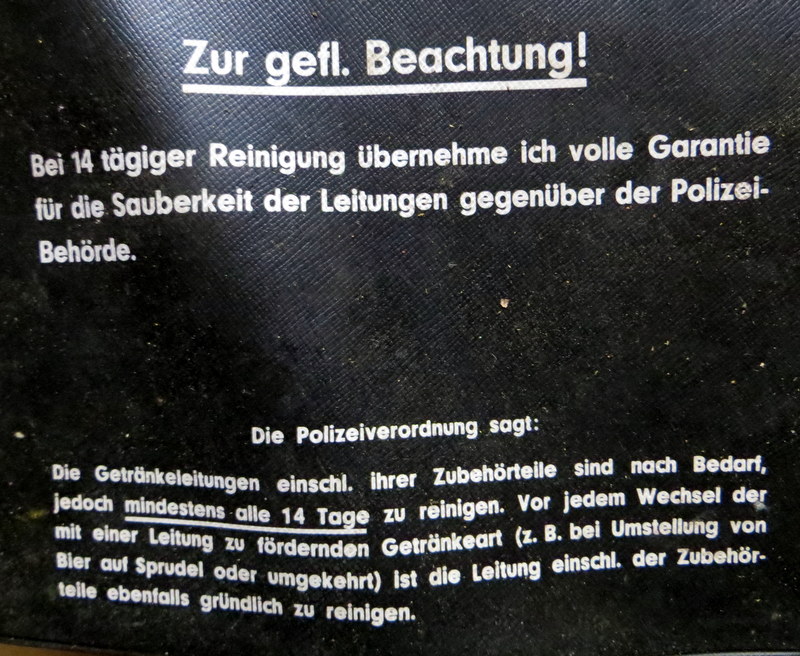 Zur gefl. Beachtung!
Bei 14 tägiger Reinigung übernehme ich volle Garantie
für die Sauberkeit der Leitungen gegenüber der Polizei-
Behörde.
Die Polizeiverordnung sagt:
Die Getränkeleitungen einschl. ihrer Zubehörteile sind nach Bedarf,
jedoch mindestens alle 14 Tage zu reinigen. Vor jedem Wechsel der
mit einer Leitung zu fördernden Getränkeart (z. B. bei Umstellung von
Bier auf Sprudel oder umgekehrt) ist die Leitung einschl. der Zubehör-
teile ebenfalls gründlich zu reinigen.